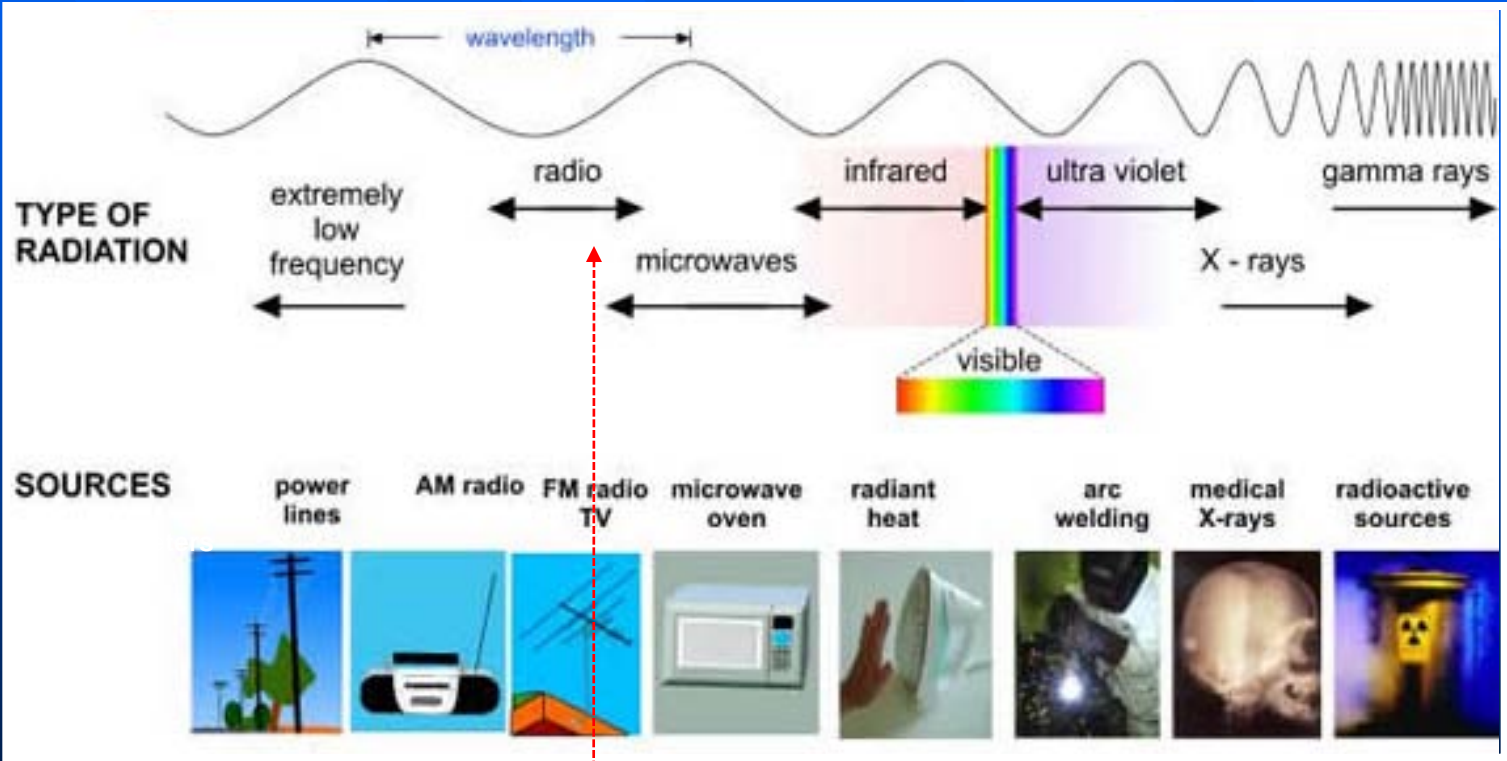 wavelength
radio
infrared
ultra violet
gamma rays
extremely
low
frequency
TYPE OF
RADIATION
microwaves
X - rays
visible
SOURCES
power
lines
AM radio
FM radio
TV
microwave
oven
radiant
heat
arc
welding
medical
X-rays
radioactive
sources